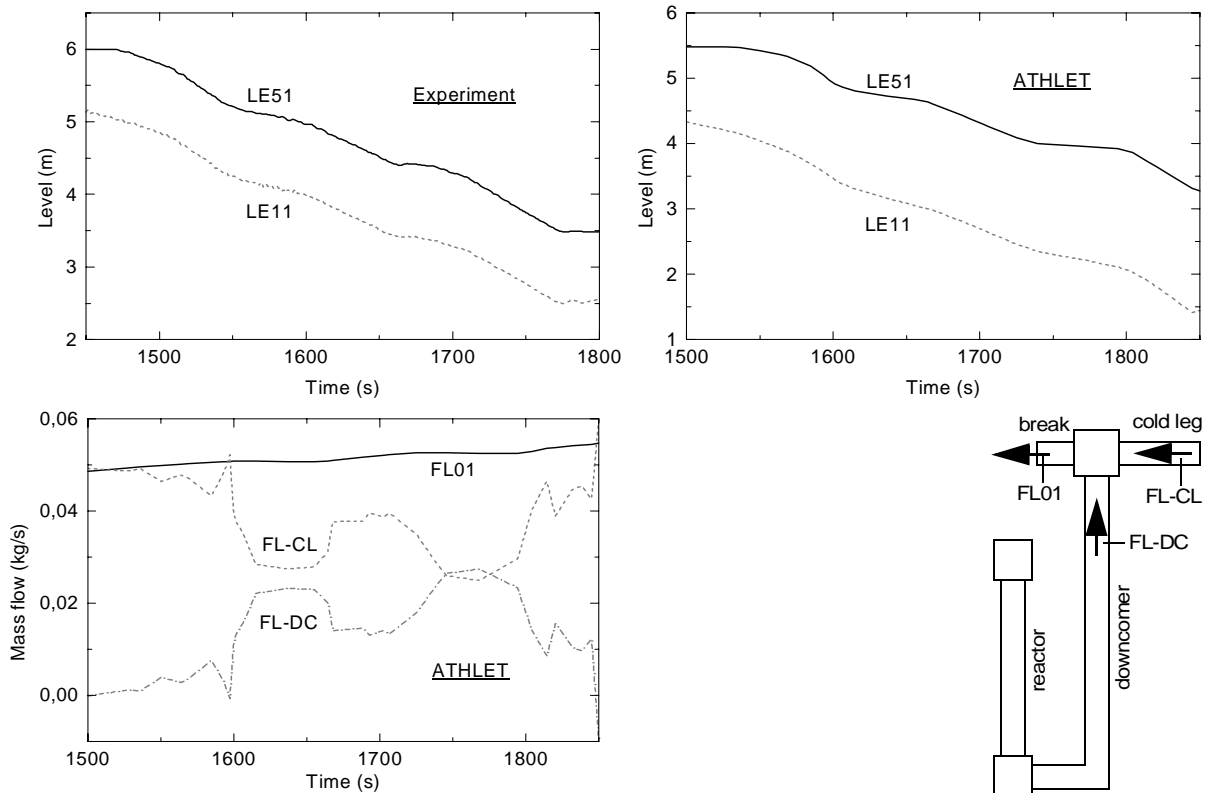 6
5
4
3
2
Level (m)
LE51
Experiment
LE11
1500
1600
1700
1800
Time (s)
6
5
4
3
2
1
Level (m)
LE51
ATHLET
LE11
1500
1600
1700
1800
Time (s)
0,06
0,04
0,02
0,00
Mass flow (kg/s)
FL01
FL-CL
FL-DC
ATHLET
1500
1600
1700
1800
Time (s)
break
cold leg
FL01
FL-CL
FL-DC
reactor
downcomer